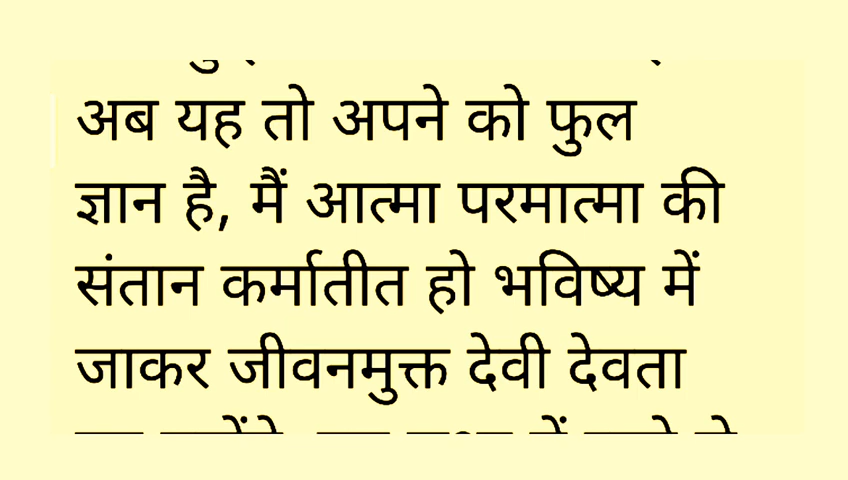 अब यह तो अपने को फुल
ज्ञान है, मैं आत्मा परमात्मा की
संतान कर्मातीत हो भविष्य में
जाकर जीवनमुक्त देवी देवता